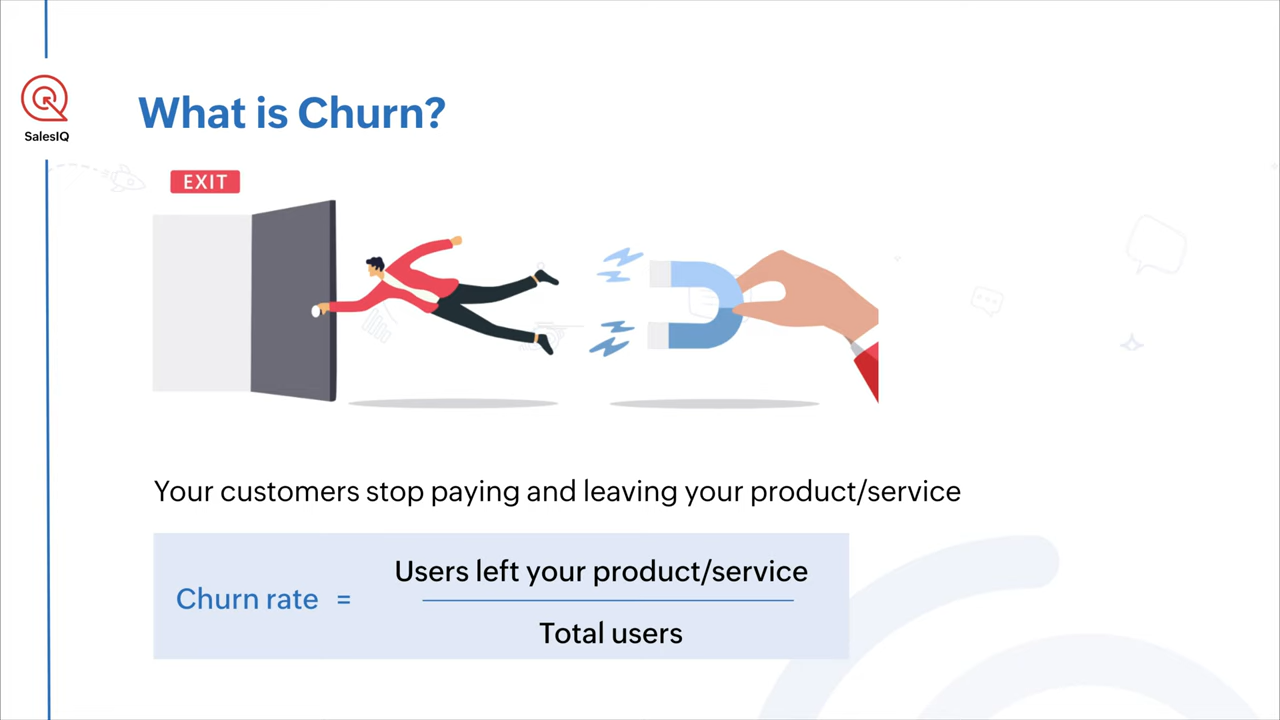 What is Churn?
SalesIQ
EXIT
Your customers stop paying and leaving your product/service
Users left your product/service
Churn rate =
Total users